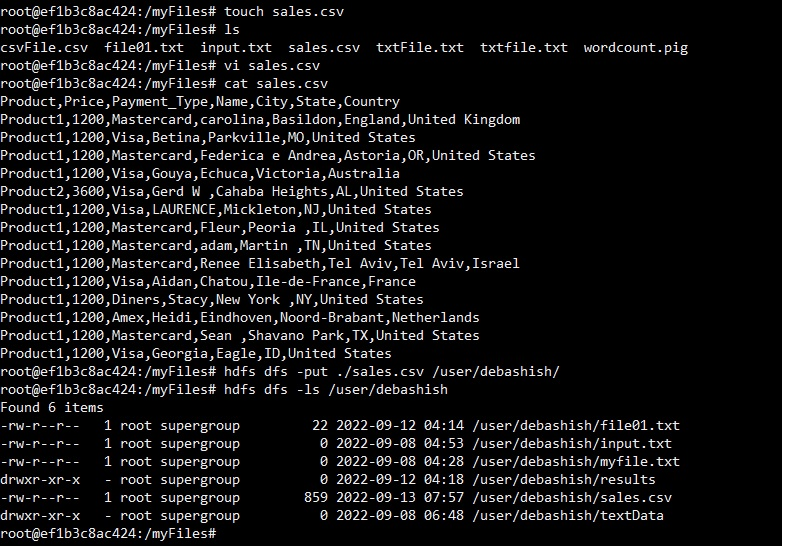 root@ef1b3c8ac424:/myFiles# touch sales.csv
root@ef1b3c8ac424:/myFiles# ls
csvFile.csv  file01.txt  input.txt  sales.csv  txtFile.txt  txtfile.txt  wordcount.pig
root@ef1b3c8ac424:/myFiles# vi sales.csv
root@ef1b3c8ac424:/myFiles# cat sales.csv
Product,Price,Payment_Type,Name,City,State,Country
Product1,1200,Mastercard,carolina,Basildon,England,United Kingdom
Product1,1200,Visa,Betina,Parkville,MO,United States
Product1,1200,Mastercard,Federica e Andrea,Astoria,OR,United States
Product1,1200,Visa,Gouya,Echuca,Victoria,Australia
Product2,3600,Visa,Gerd W ,Cahaba Heights,AL,United States
Product1,1200,Visa,LAURENCE,Mickleton,NJ,United States
Product1,1200,Mastercard,Fleur,Peoria ,IL,United States
Product1,1200,Mastercard,adam,Martin ,TN,United States
Product1,1200,Mastercard,Renee Elisabeth,Tel Aviv,Tel Aviv,Israel
Product1,1200,Visa,Aidan,Chatou,Ile-de-France,France
Product1,1200,Diners,Stacy,New York ,NY,United States
Product1,1200,Amex,Heidi,Eindhoven,Noord-Brabant,Netherlands
Product1,1200,Mastercard,Sean ,Shavano Park,TX,United States
Product1,1200,Visa,Georgia,Eagle,ID,United States
root@ef1b3c8ac424:/myFiles# hdfs dfs -put ./sales.csv /user/debashish/
root@ef1b3c8ac424:/myFiles# hdfs dfs -ls /user/debashish
Found 6 items
-rw-r--r--   1 root supergroup         22 2022-09-12 04:14 /user/debashish/file01.txt
-rw-r--r--   1 root supergroup          0 2022-09-08 04:53 /user/debashish/input.txt
-rw-r--r--   1 root supergroup          0 2022-09-08 04:28 /user/debashish/myfile.txt
drwxr-xr-x   - root supergroup          0 2022-09-12 04:18 /user/debashish/results
-rw-r--r--   1 root supergroup        859 2022-09-13 07:57 /user/debashish/sales.csv
drwxr-xr-x   - root supergroup          0 2022-09-08 06:48 /user/debashish/textData
root@ef1b3c8ac424:/myFiles#